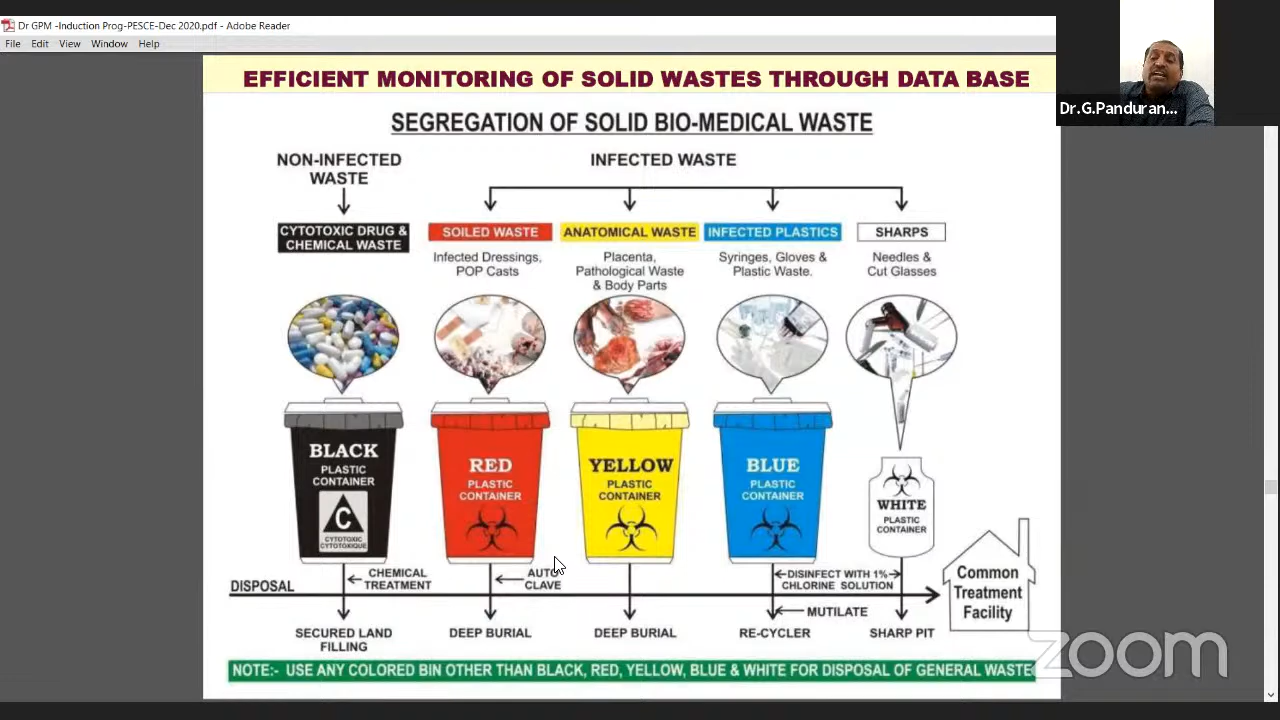 Dr GPM -Induction Prog-PESCE-Dec 2020.pdf - Adobe Reader
File Edit View Window Help
Dr.G.Panduran...
EFFICIENT MONITORING OF SOLID WASTES THROUGH DATA BASE
SEGREGATION OF SOLID BIO-MEDICAL WASTE
NON-INFECTED
WASTE
INFECTED WASTE
CYTOTOXIC DRUG &
CHEMICAL WASTE
SOILED WASTE
Infected Dressings,
POP Casts
ANATOMICAL WASTE
Placenta,
Pathological Waste
& Body Parts
INFECTED PLASTICS
Syringes, Gloves &
Plastic Waste.
SHARPS
Needles &
Cut Glasses
BLACK
PLASTIC
CONTAINER
C
CYTOTOXIC
CYTOTOXIQUE
RED
PLASTIC
CONTAINER
YELLOW
PLASTIC
CONTAINER
BLUE
PLASTIC
CONTAINER
WHITE
PLASTIC
CONTAINER
DISPOSAL
CHEMICAL
TREATMENT
AUTO
CLAVE
DISINFECT WITH 1%
CHLORINE SOLUTION
MUTILATE
Common
Treatment
Facility
SECURED LAND
FILLING
DEEP BURIAL
DEEP BURIAL
RE-CYCLER
SHARP PIT
NOTE:- USE ANY COLORED BIN OTHER THAN BLACK, RED, YELLOW, BLUE & WHITE FOR DISPOSAL OF GENERAL WASTE
zoom